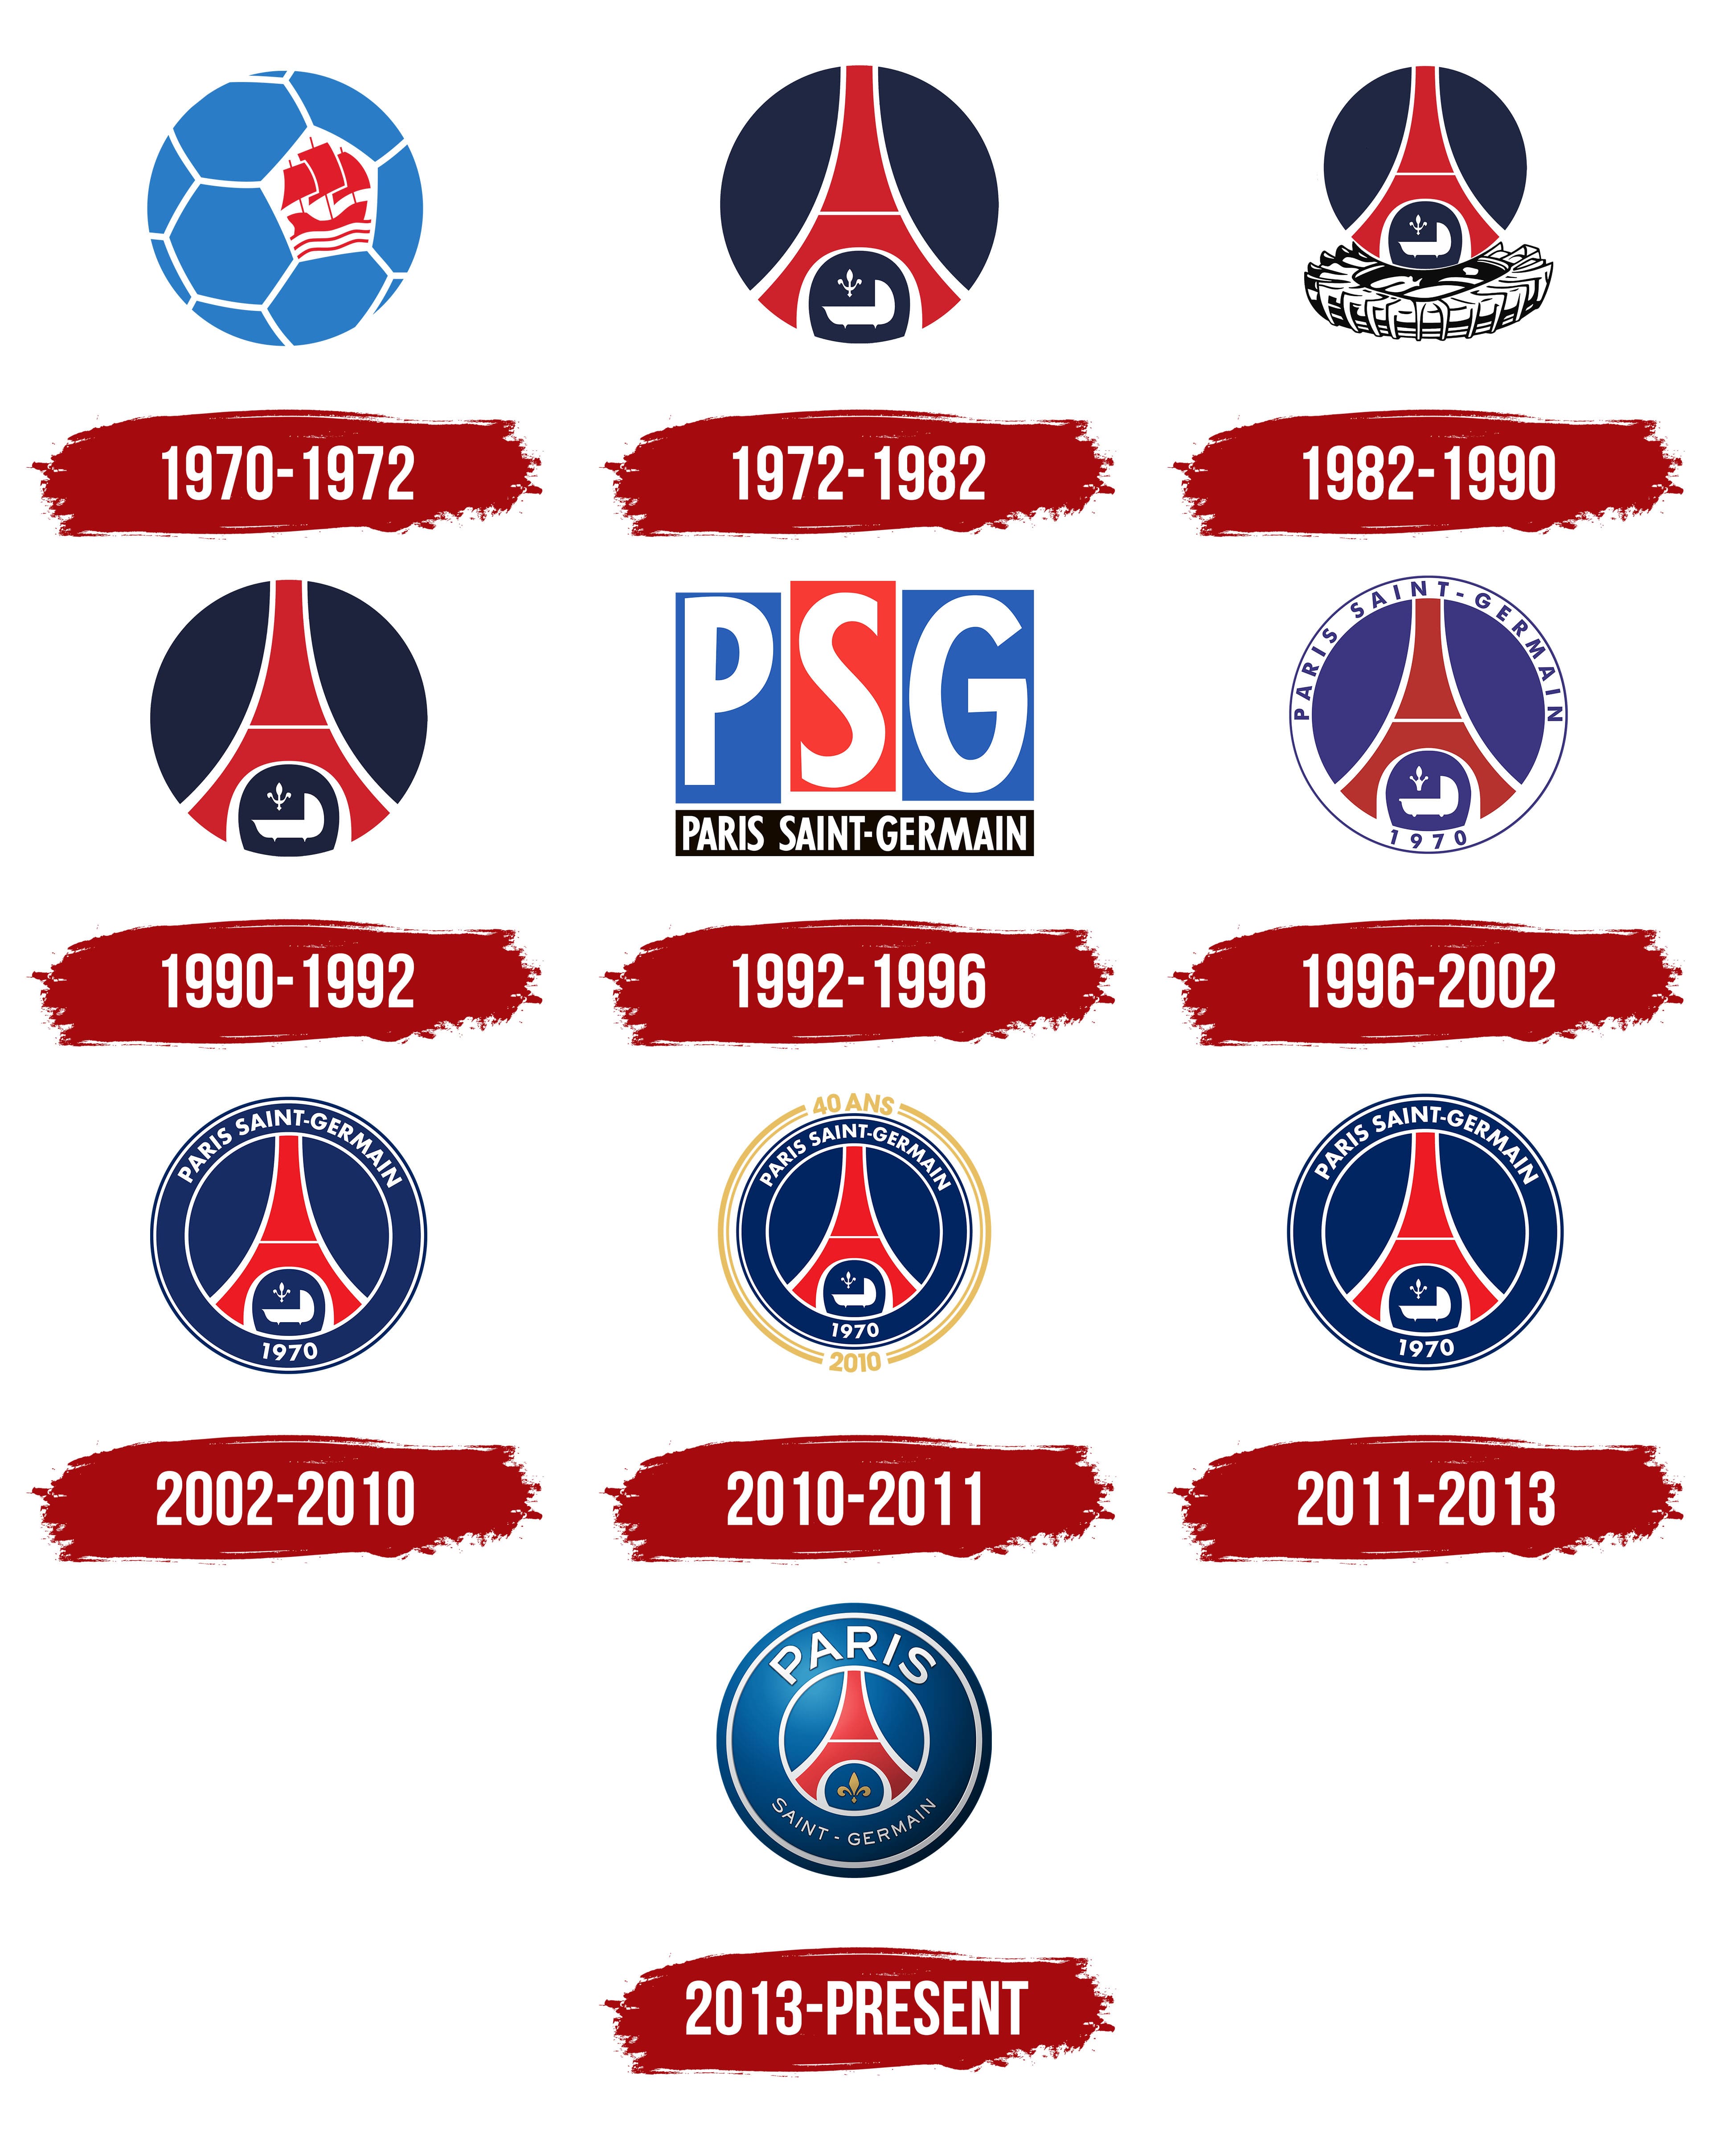 1970-1972
1972-1982
1982-1990
PSG
PARIS SAINT-GERMAIN
PARIS SAINT-GERMAIN
1970
1990-1992
1992-1996
1996-2002
PARIS SAINT-GERMAIN
1970
40 ANS
PARIS SAINT-GERMAIN
1970
2010
PARIS SAINT-GERMAIN
1970
2002-2010
2010-2011
2011-2013
PARIS
SAINT - GERMAIN
2013-PRESENT